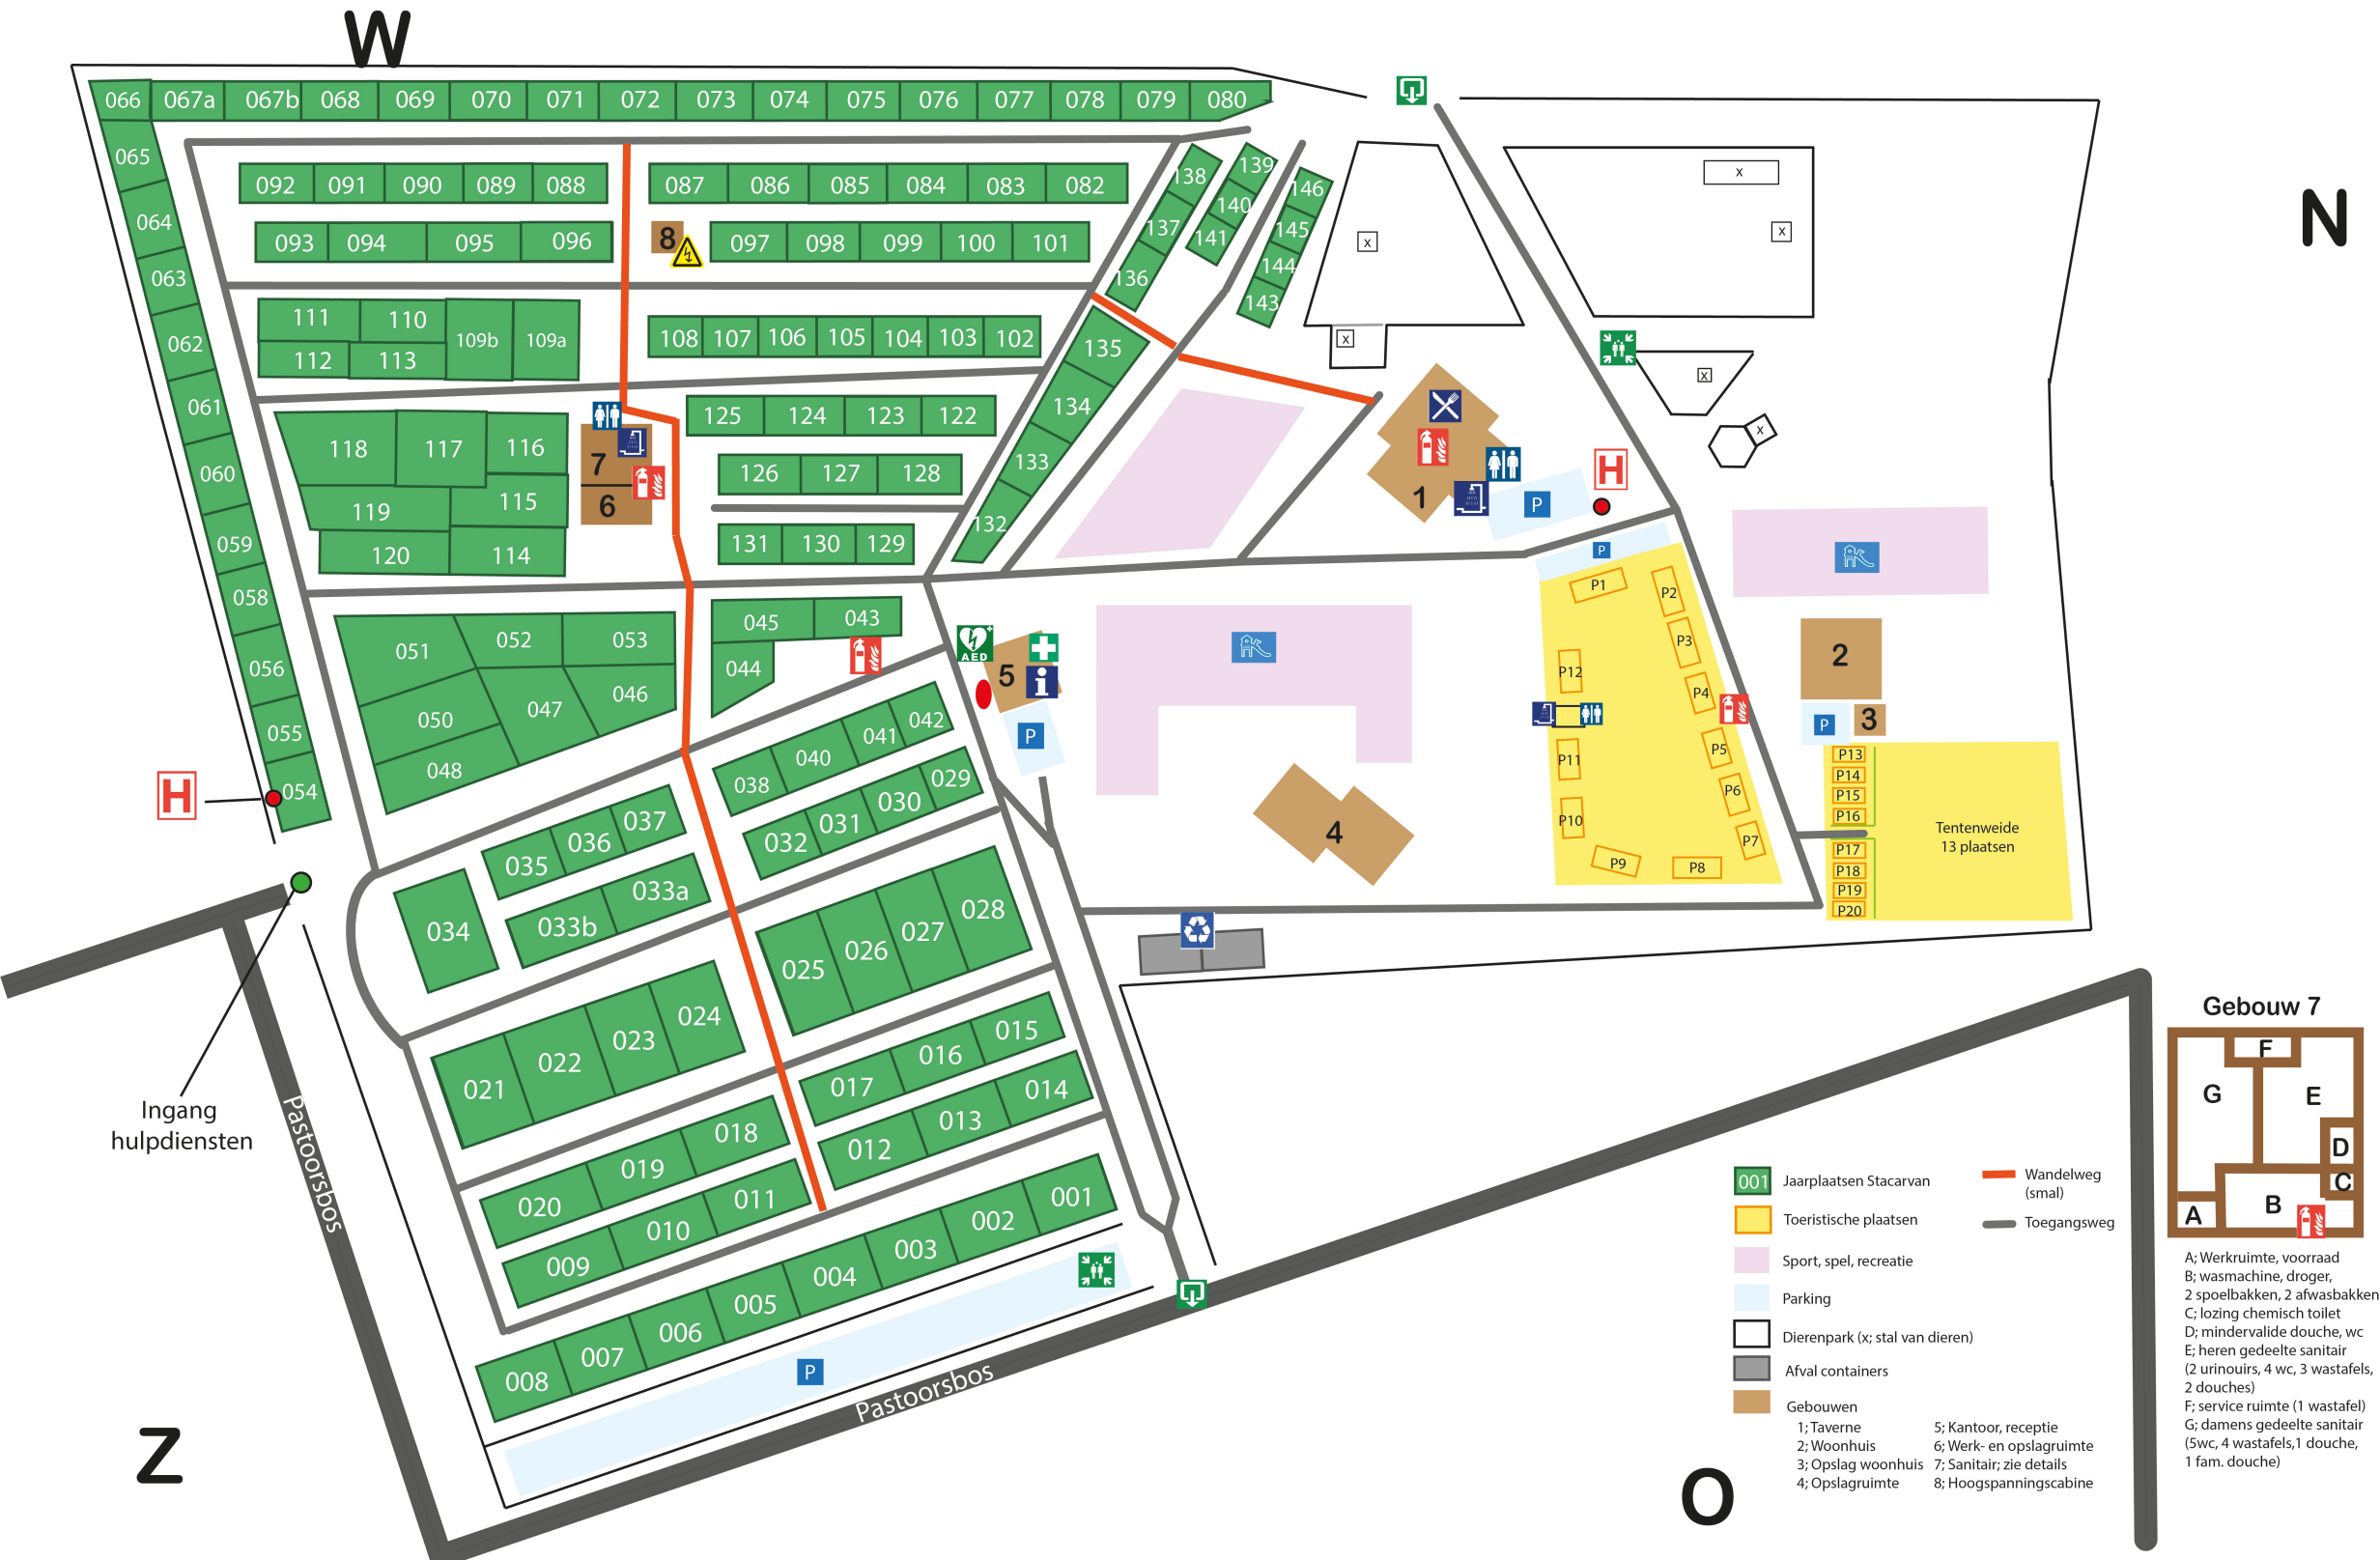 W
N
Z
O
066 067a 067b 068 069 070 071 072 073 074 075 076 077 078 079 080
065
064
063
062
061
060
059
058
056
055
054
092 091 090 089 088
087 086 085 084 083 082
093 094 095 096
8
097 098 099 100 101
138
137
136
139
140
141
146
145
144
143
x
x
x
x
x
x
111 110 109b 109a
112 113
108 107 106 105 104 103 102
135
134
133
132
118 117 116
119 115
120 114
7
6
125 124 123 122
126 127 128
131 130 129
1
P
H
P
051 052 053
050 047 046
048
045 043
044
AED
5
i
P
4
P1
P2
P3
P4
P5
P6
P7
P8
P9
P10
P11
P12
2
P
3
P13
P14
P15
P16
P17
P18
P19
P20
Tentenweide
13 plaatsen
H
038 040 041 042
032 031 030 029
035 036 037
033b 033a
034
025 026 027 028
021 022 023 024
017 016 015
012 013 014
020 019 018
009 010 011
008 007 006 005 004 003 002 001
P
Ingang
hulpdiensten
Pastoorsbos
Pastoorsbos
001 Jaarplaatsen Stacarvan
Toeristische plaatsen
Sport, spel, recreatie
Parking
Dierenpark (x; stal van dieren)
Afval containers
Gebouwen
1; Taverne
2; Woonhuis
3; Opslag woonhuis
4; Opslagruimte
5; Kantoor, receptie
6; Werk- en opslagruimte
7; Sanitair; zie details
8; Hoogspanningscabine
Wandelweg
(smal)
Toegangsweg
Gebouw 7
F
G
E
D
C
B
A
A; Werkruimte, voorraad
B; wasmachine, droger,
2 spoelbakken, 2 afwasbakken
C; lozing chemisch toilet
D; mindervalide douche, wc
E; heren gedeelte sanitair
(2 urinouirs, 4 wc, 3 wastafels,
2 douches)
F; service ruimte (1 wastafel)
G; damens gedeelte sanitair
(5wc, 4 wastafels,1 douche,
1 fam. douche)